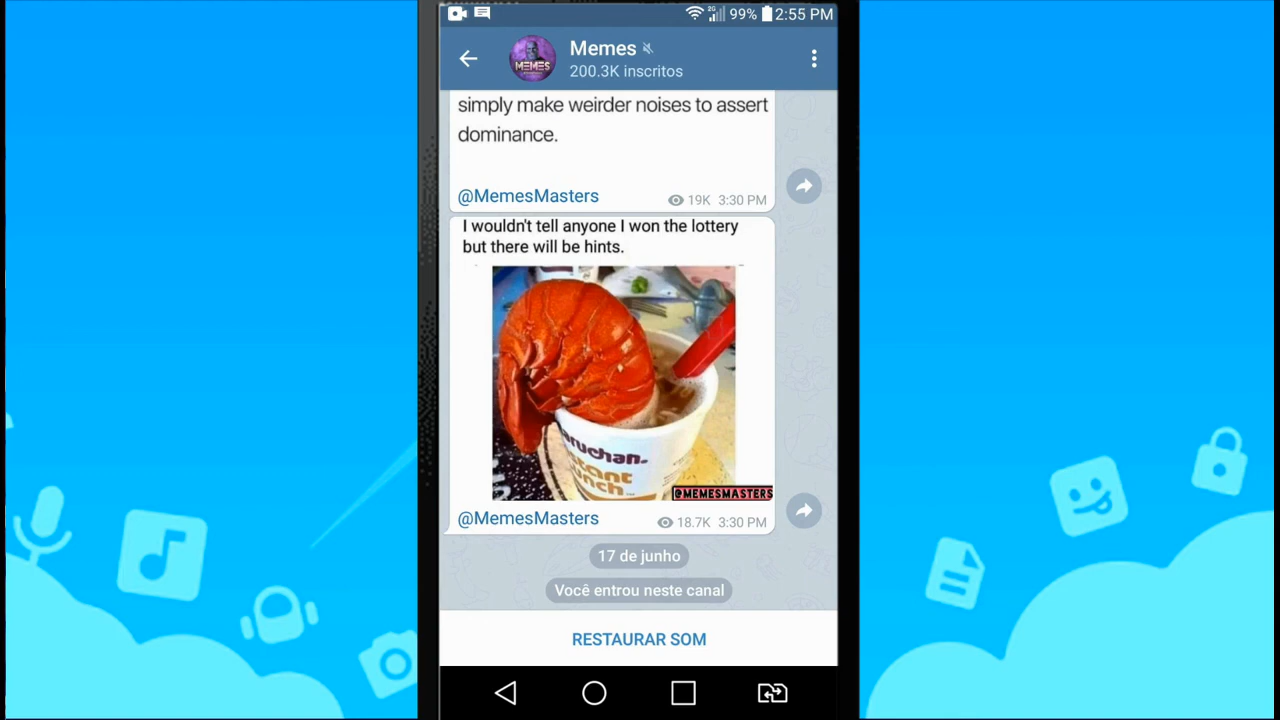 2G 99% 2:55 PM
Memes
200.3K inscritos
MEMES
simply make weirder noises to assert
dominance.
@MemesMasters 19K 3:30 PM
I wouldn't tell anyone I won the lottery
but there will be hints.
@MEMESMASTERS
@MemesMasters 18.7K 3:30 PM
17 de junho
Você entrou neste canal
RESTAURAR SOM